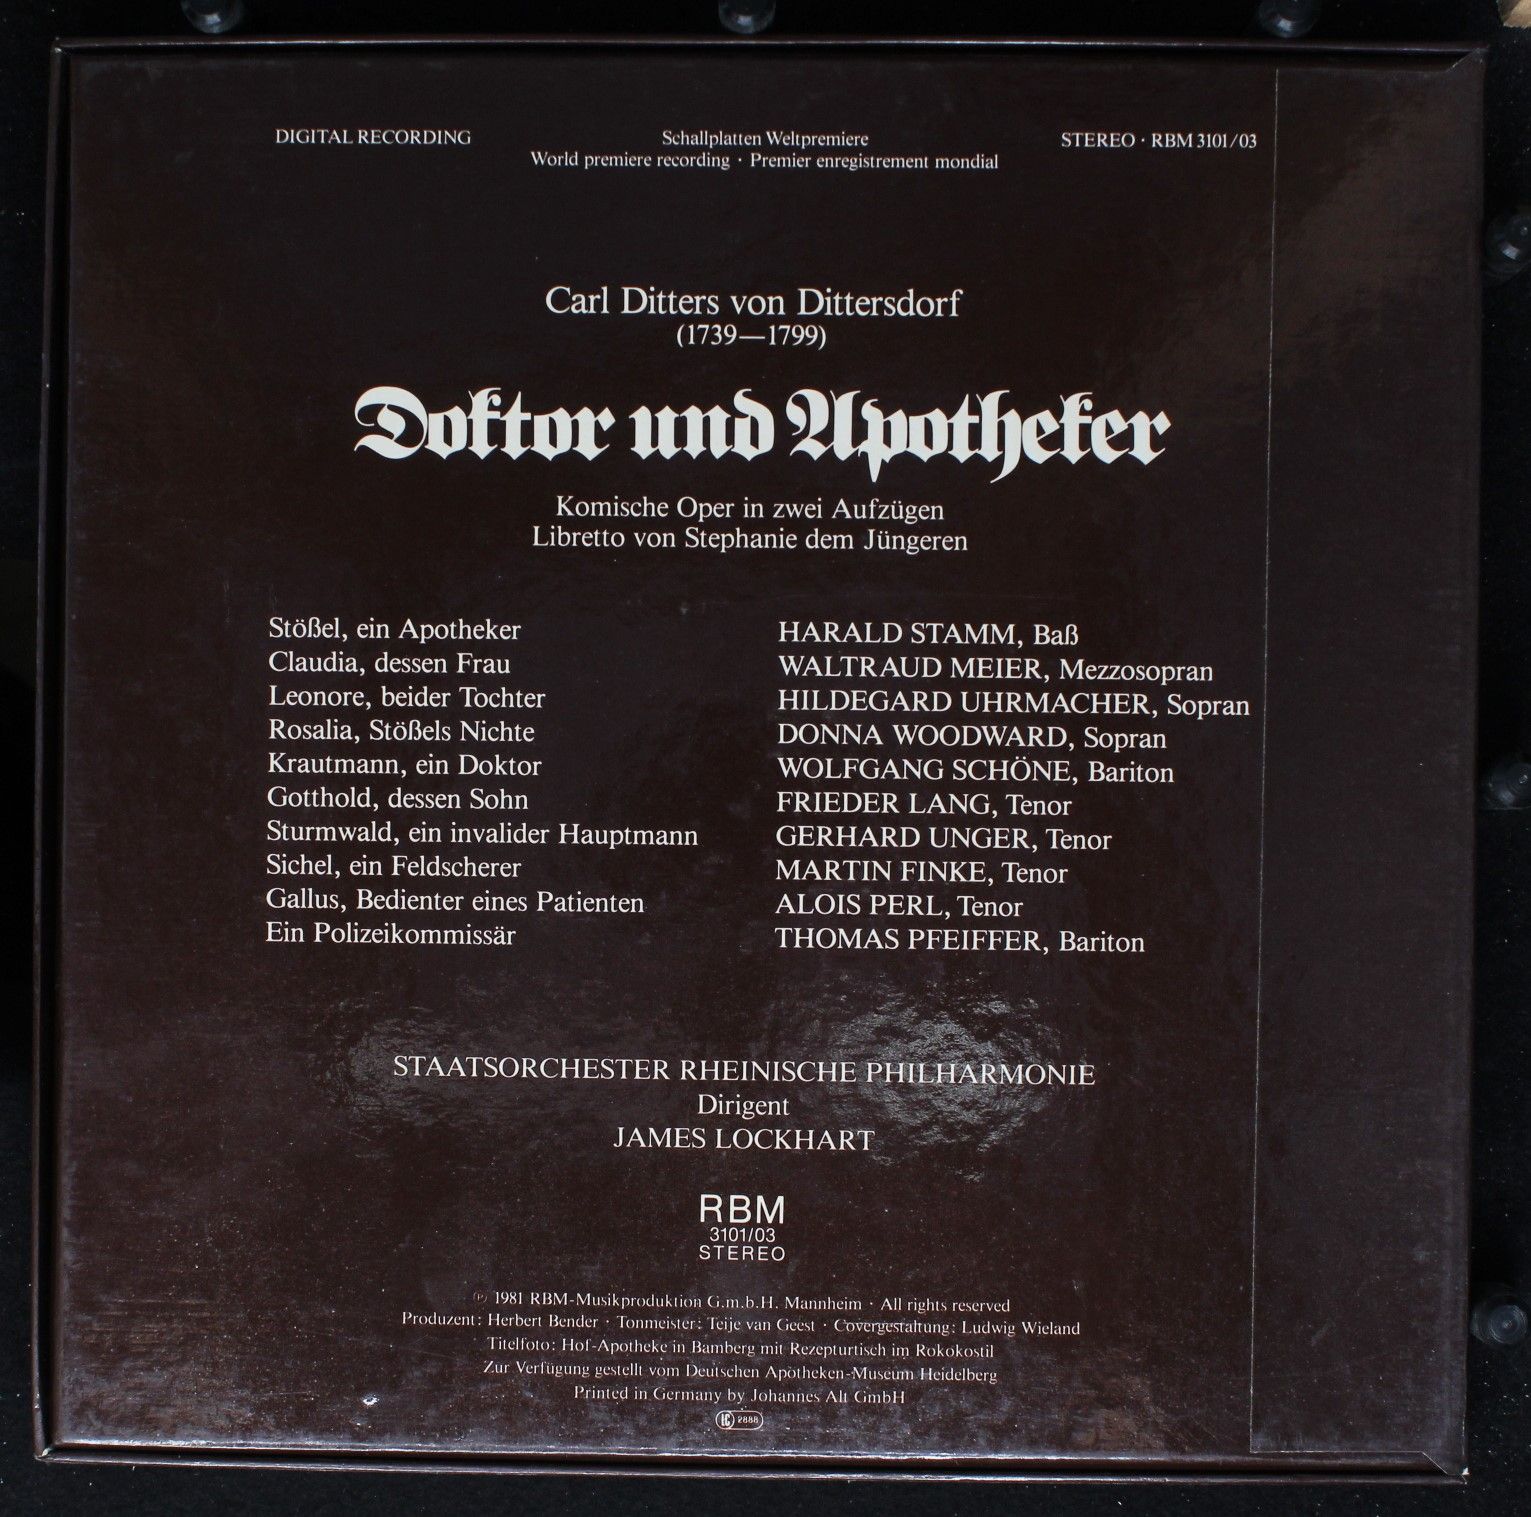 DIGITAL RECORDING
Schallplatten Weltpremiere
STEREO · RBM 3101/03
World premiere recording · Premier enregistrement mondial
Carl Ditters von Dittersdorf
(1739—1799)
Doktor und Apotheker
Komische Oper in zwei Aufzügen
Libretto von Stephanie dem Jüngeren
Stößel, ein Apotheker HARALD STAMM, Baß
Claudia, dessen Frau WALTRAUD MEIER, Mezzosopran
Leonore, beider Tochter HILDEGARD UHRMACHER, Sopran
Rosalia, Stößels Nichte DONNA WOODWARD, Sopran
Krautmann, ein Doktor WOLFGANG SCHÖNE, Bariton
Gotthold, dessen Sohn FRIEDER LANG, Tenor
Sturmwald, ein invalider Hauptmann GERHARD UNGER, Tenor
Sichel, ein Feldscherer MARTIN FINKE, Tenor
Gallus, Bedienter eines Patienten ALOIS PERL, Tenor
Ein Polizeikommissär THOMAS PFEIFFER, Bariton
STAATSORCHESTER RHEINISCHE PHILHARMONIE
Dirigent
JAMES LOCKHART
RBM
3101/03
STEREO
℗ 1981 RBM-Musikproduktion G.m.b.H. Mannheim · All rights reserved
Produzent: Herbert Bender · Tonmeister: Teije van Geest · Covergestaltung: Ludwig Wieland
Titelfoto: Hof-Apotheke in Bamberg mit Rezepturtisch im Rokokostil
Zur Verfügung gestellt vom Deutschen Apotheken-Museum Heidelberg
Printed in Germany by Johannes Alt GmbH
LC 2888